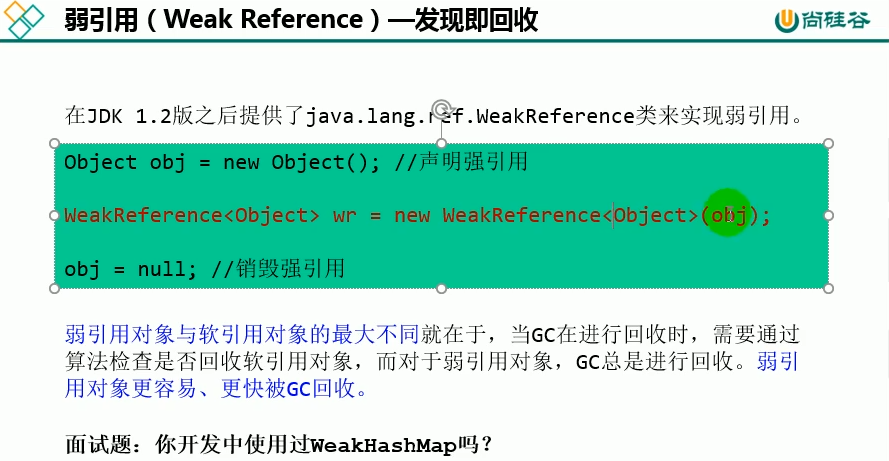 弱引用（Weak Reference）—发现即回收
尚硅谷
在JDK 1.2版之后提供了java.lang.ref.WeakReference类来实现弱引用。
Object obj = new Object(); //声明强引用
WeakReference<Object> wr = new WeakReference<Object>(obj);
obj = null; //销毁强引用
弱引用对象与软引用对象的最大不同就在于，当GC在进行回收时，需要通过
算法检查是否回收软引用对象，而对于弱引用对象，GC总是进行回收。弱引
用对象更容易、更快被GC回收。
面试题：你开发中使用过WeakHashMap吗？